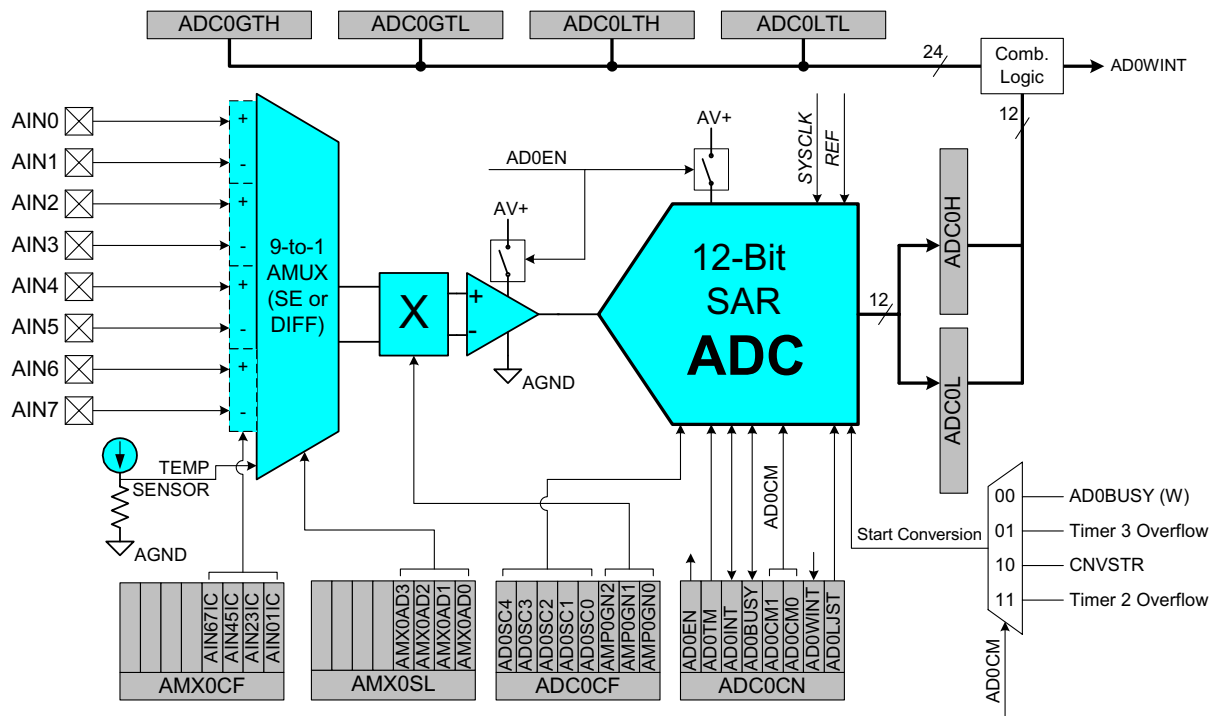 ADC0GTH
ADC0GTL
ADC0LTH
ADC0LTL
24
Comb.
Logic
AD0WINT
12
AIN0
AIN1
AIN2
AIN3
AIN4
AIN5
AIN6
AIN7
+
-
+
-
+
-
+
-
9-to-1
AMUX
(SE or
DIFF)
AD0EN
AV+
AV+
X
+
-
AGND
SYSCLK
REF
12-Bit
SAR
ADC
12
ADC0H
ADC0L
TEMP
SENSOR
AGND
AD0CM
Start Conversion
00
AD0BUSY (W)
01
Timer 3 Overflow
10
CNVSTR
11
Timer 2 Overflow
AD0CM
AIN67IC
AIN45IC
AIN23IC
AIN01IC
AMX0CF
AMX0AD3
AMX0AD2
AMX0AD1
AMX0AD0
AMX0SL
AD0SC4
AD0SC3
AD0SC2
AD0SC1
AD0SC0
AMP0GN2
AMP0GN1
AMP0GN0
ADC0CF
AD0EN
AD0TM
AD0INT
AD0BUSY
AD0CM1
AD0CM0
AD0WINT
AD0LJST
ADC0CN